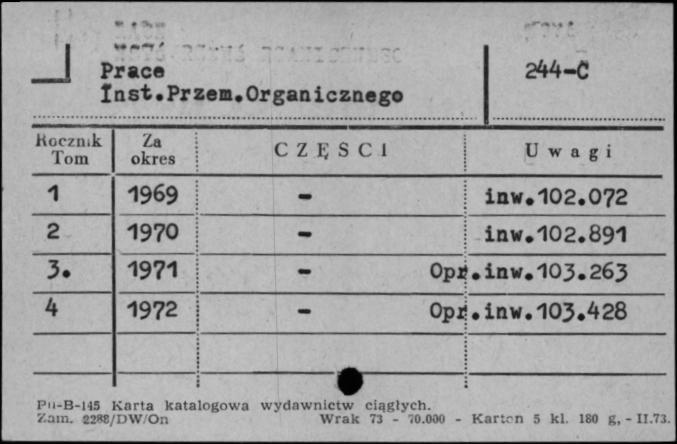 Prace
Inst.Przem.Organicznego
244-C
Rocznik Tom Za okres CZĘŚCI Uwagi
1 1969 - inw.102.072
2 1970 - inw.102.891
3. 1971 - Opr.inw.103.263
4 1972 - Opr.inw.103.428
Pu-B-145 Karta katalogowa wydawnictw ciągłych.
Zam. 2288/DW/On Wrak 73 - 70.000 - Karton 5 kl. 180 g, - II.73.